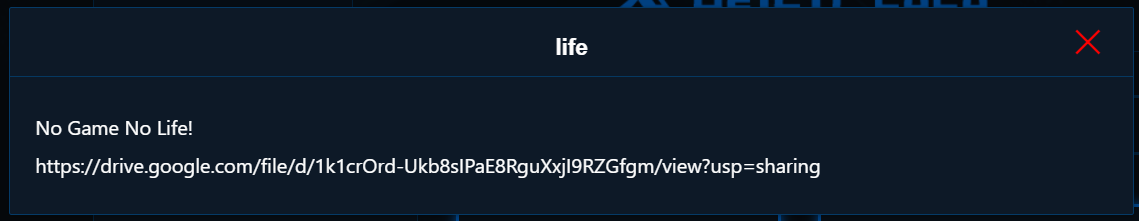 life
No Game No Life!
https://drive.google.com/file/d/1k1crOrd-Ukb8sIPaE8RguXxjI9RZGfgm/view?usp=sharing